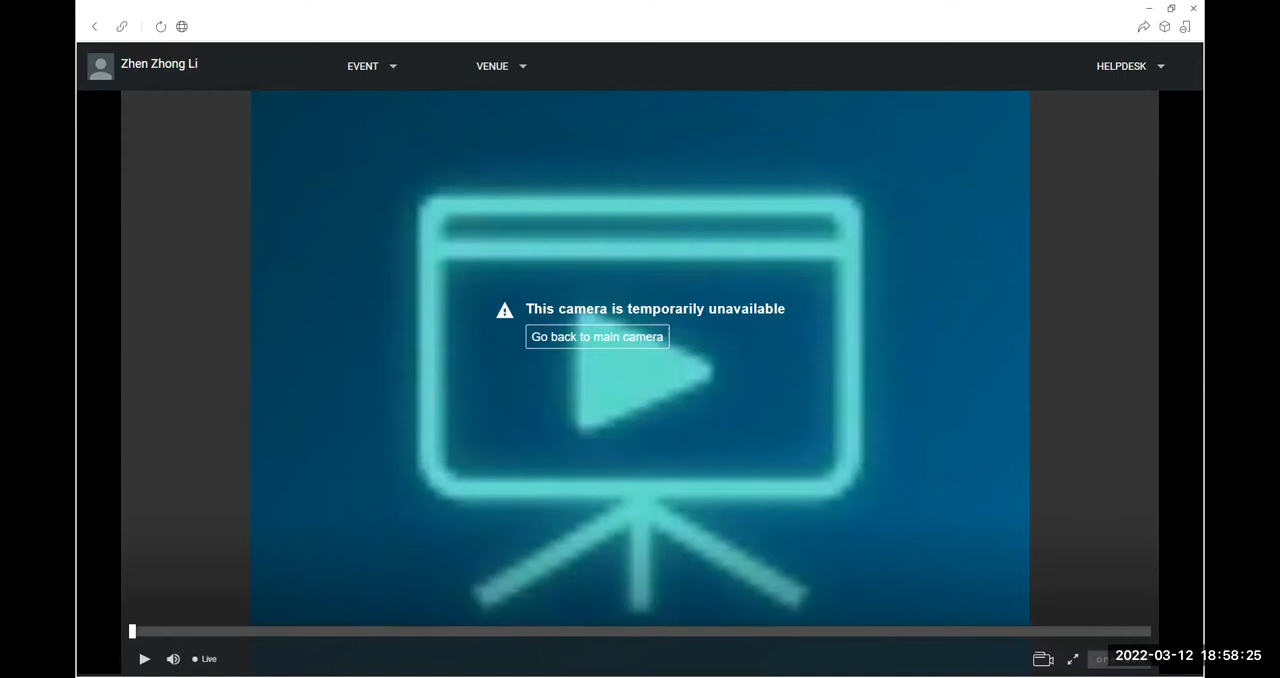 Zhen Zhong Li
EVENT
VENUE
HELPDESK
This camera is temporarily unavailable
Go back to main camera
Live
2022-03-12 18:58:25